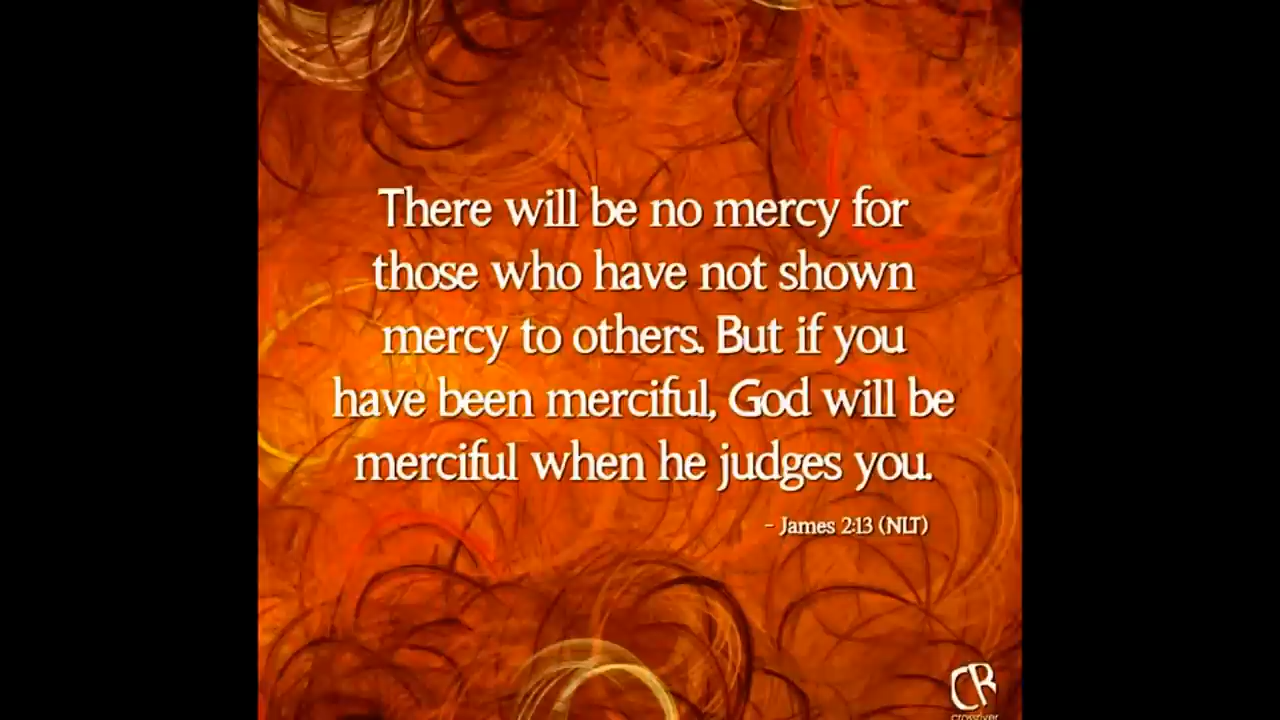 There will be no mercy for
those who have not shown
mercy to others. But if you
have been merciful, God will be
merciful when he judges you.
- James 2:13 (NLT)
CR
crossriver